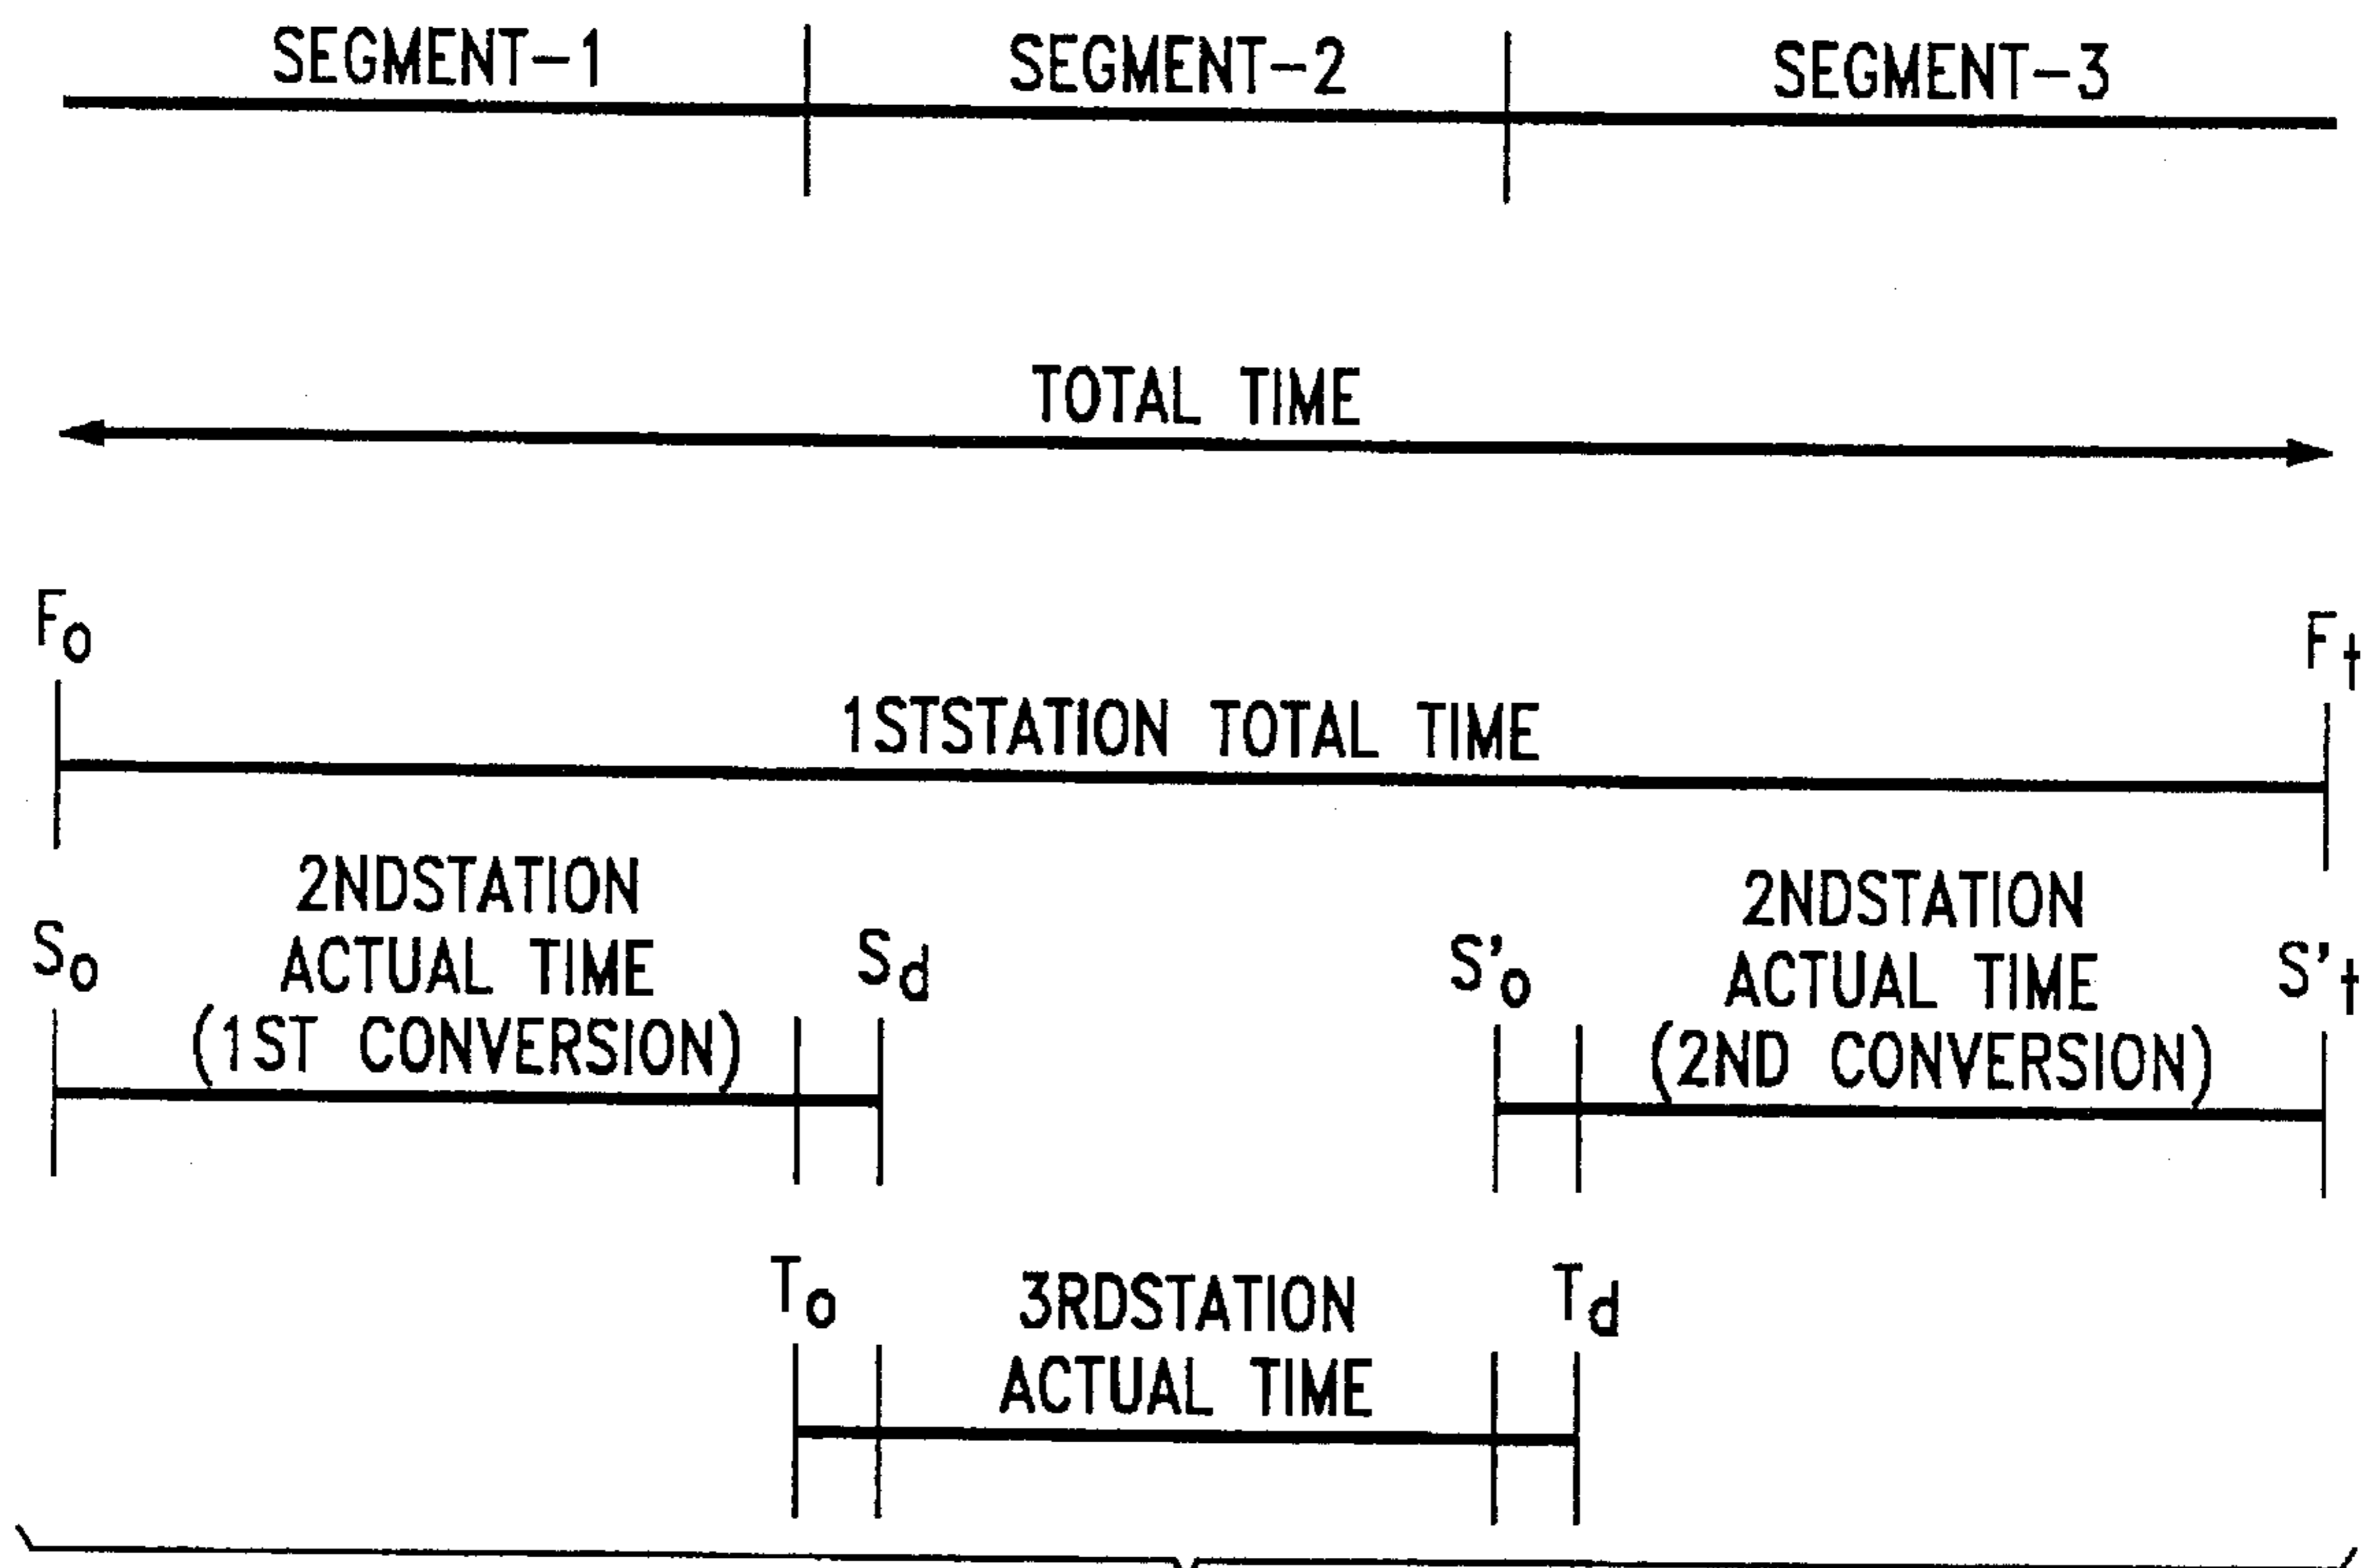 SEGMENT-1 SEGMENT-2 SEGMENT-3
TOTAL TIME
Fo Ft
1STSTATION TOTAL TIME
2NDSTATION
ACTUAL TIME
(1ST CONVERSION)
So Sd
2NDSTATION
ACTUAL TIME
(2ND CONVERSION)
S'o S't
To Td
3RDSTATION
ACTUAL TIME